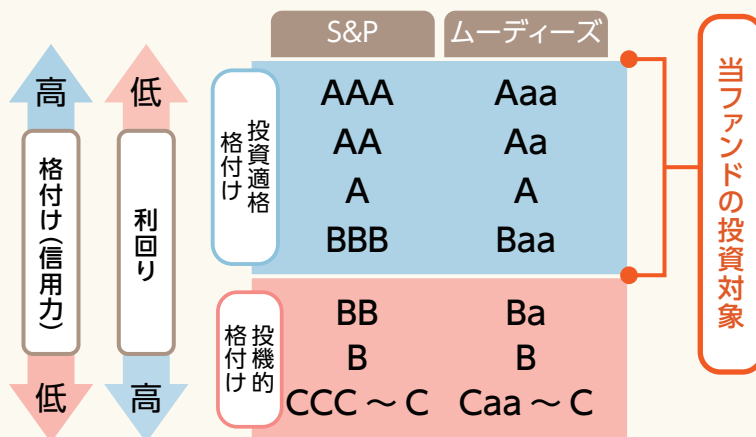 S&P ムーディーズ
高
格付け(信用力)
低
低
利回り
高
投資適格
格付け
AAA Aaa
AA Aa
A A
BBB Baa
投機的
格付け
BB Ba
B B
CCC ～ C Caa ～ C
当ファンドの投資対象